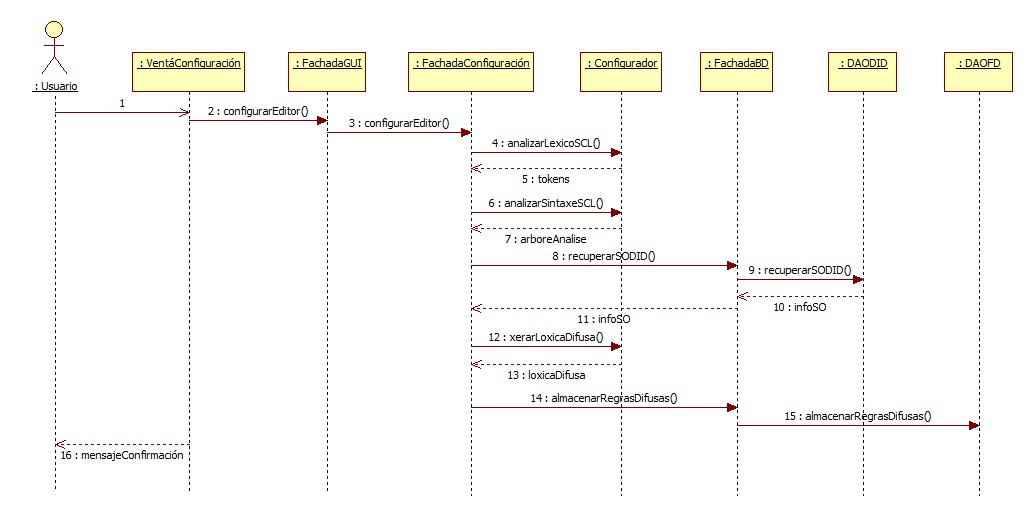 : Usuario
: VentáConfiguración
: FachadaGUI
: FachadaConfiguración
: Configurador
: FachadaBD
: DAODID
: DAOFD
1
2 : configurarEditor()
3 : configurarEditor()
4 : analizarLexicoSCL()
5 : tokens
6 : analizarSintaxeSCL()
7 : arboreAnalise
8 : recuperarSODID()
9 : recuperarSODID()
10 : infoSO
11 : infoSO
12 : xerarLoxicaDifusa()
13 : loxicaDifusa
14 : almacenarRegrasDifusas()
15 : almacenarRegrasDifusas()
16 : mensajeConfirmación